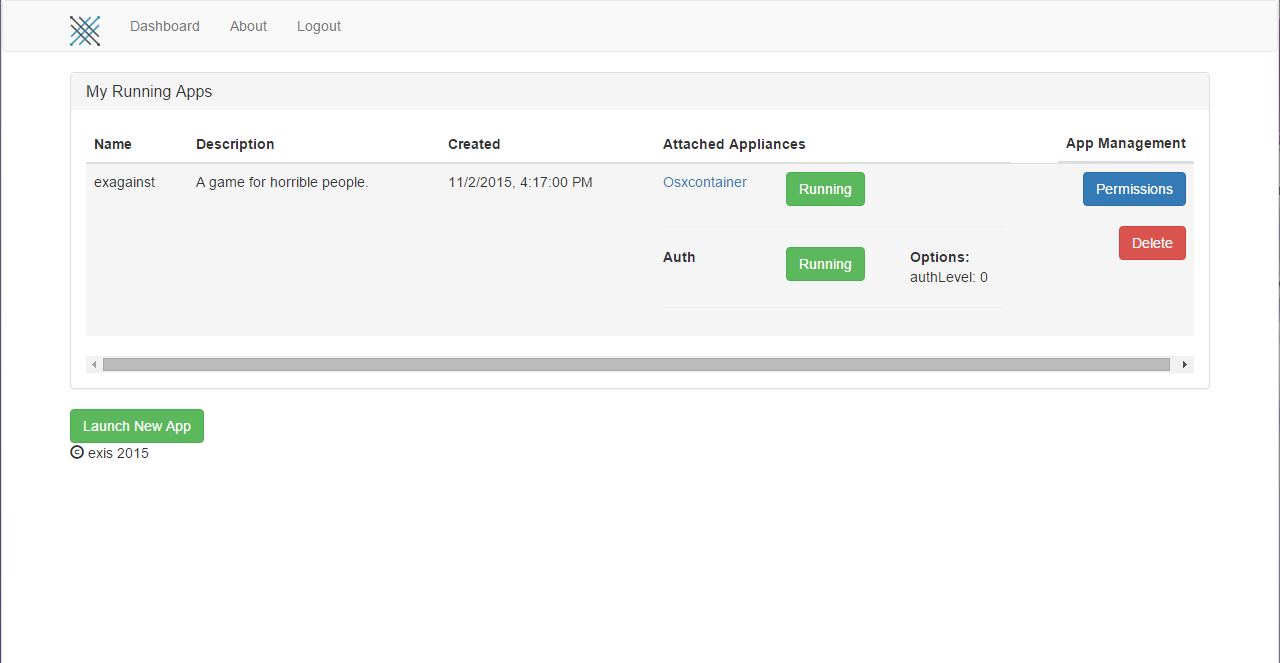 Dashboard About Logout
My Running Apps
Name Description Created Attached Appliances App Management
exagainst A game for horrible people. 11/2/2015, 4:17:00 PM Osxcontainer Running Permissions
Delete
Auth Running Options:
authLevel: 0
Launch New App
© exis 2015